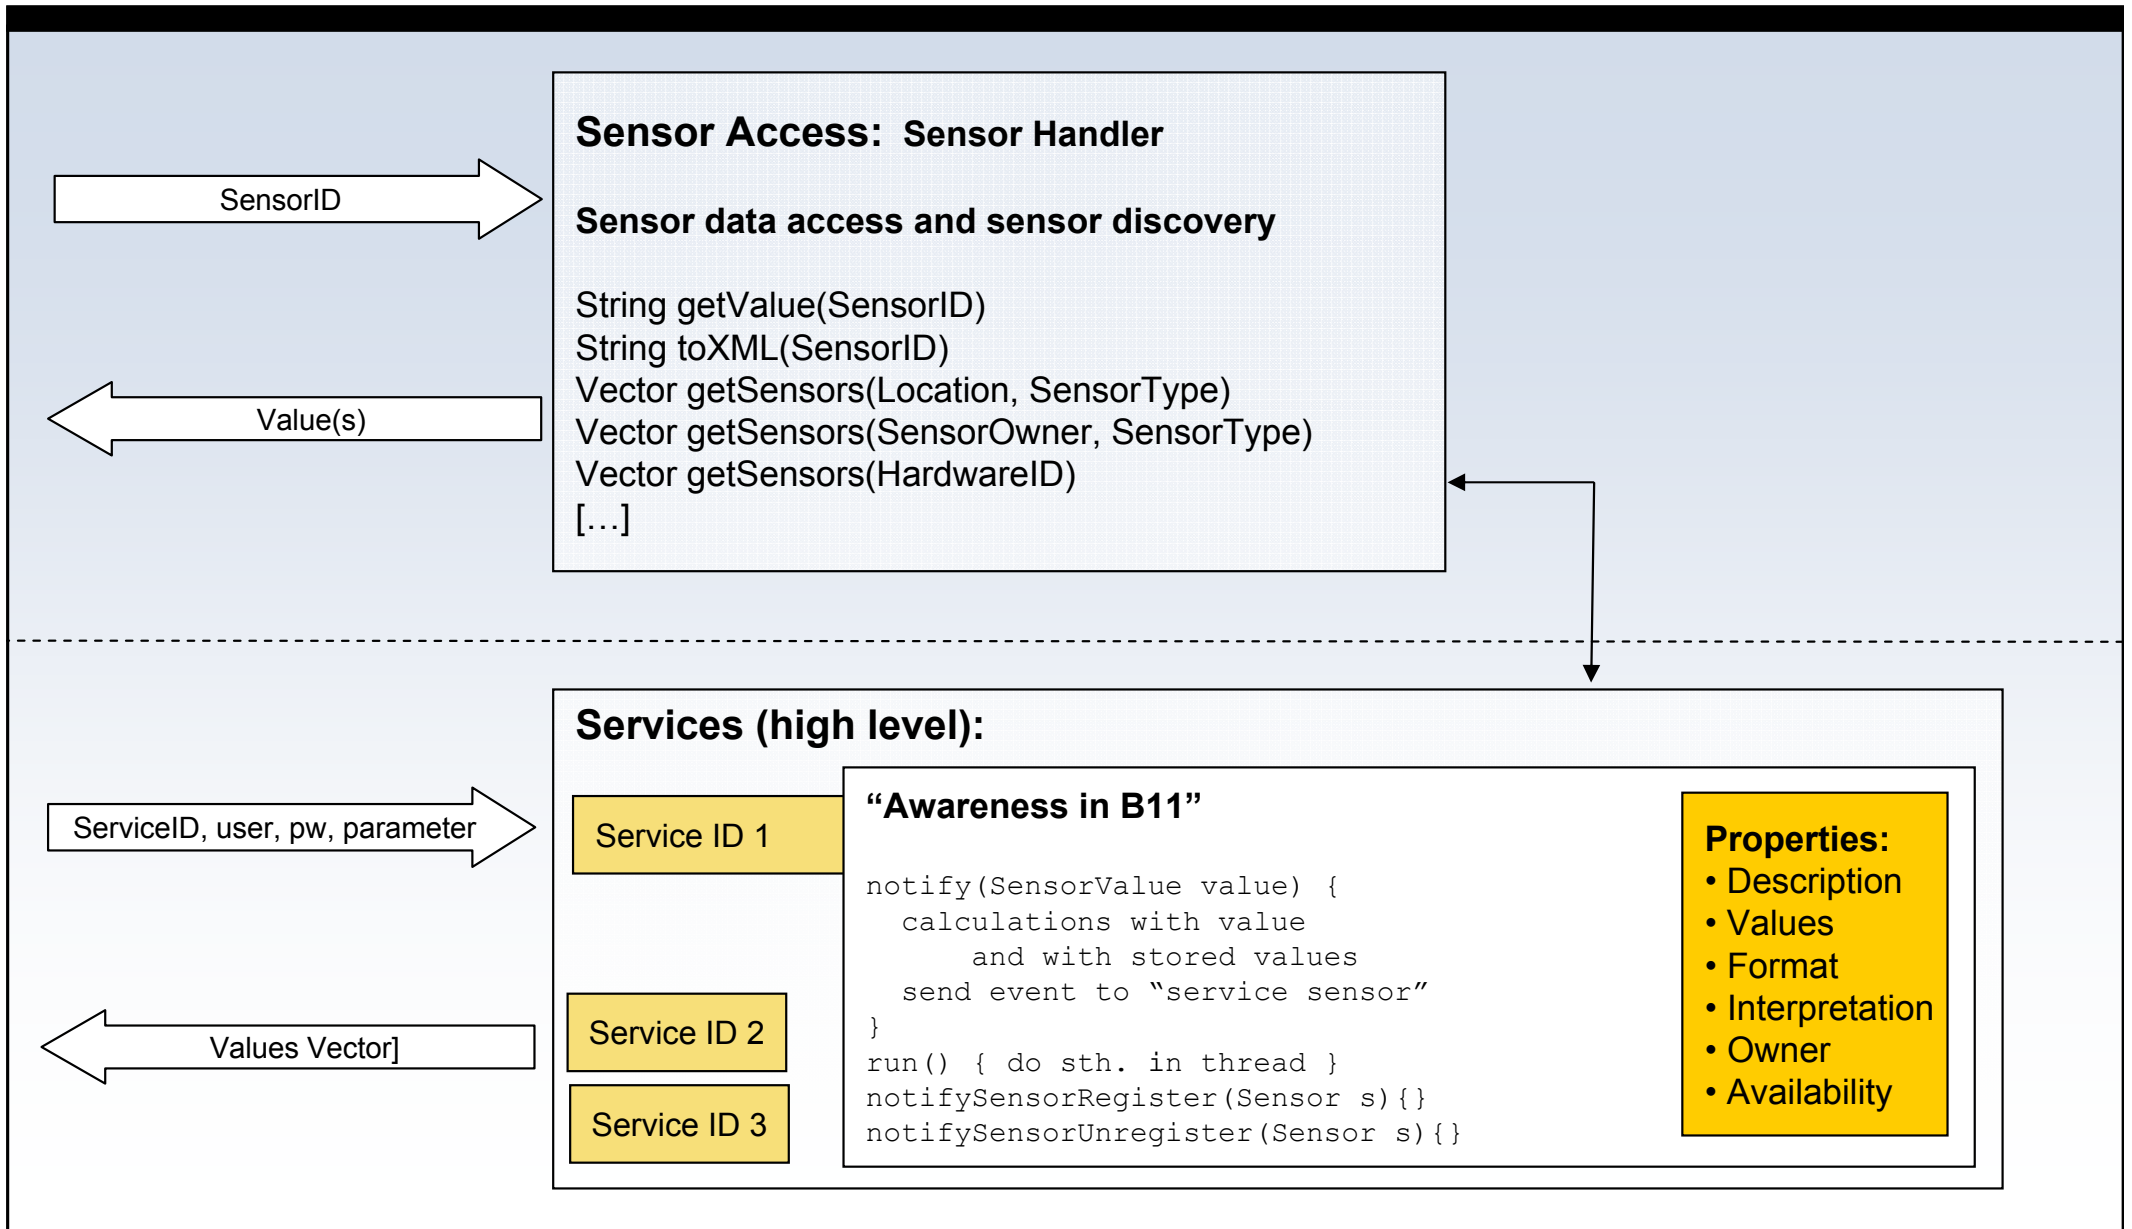 Sensor Access: Sensor Handler
Sensor data access and sensor discovery
String getValue(SensorID)
String toXML(SensorID)
Vector getSensors(Location, SensorType)
Vector getSensors(SensorOwner, SensorType)
Vector getSensors(HardwareID)
[…]
SensorID
Value(s)
Services (high level):
ServiceID, user, pw, parameter
Values Vector]
Service ID 1
Service ID 2
Service ID 3
“Awareness in B11”
notify(SensorValue value) {
calculations with value
and with stored values
send event to “service sensor”
}
run() { do sth. in thread }
notifySensorRegister(Sensor s){}
notifySensorUnregister(Sensor s){}
Properties:
• Description
• Values
• Format
• Interpretation
• Owner
• Availability